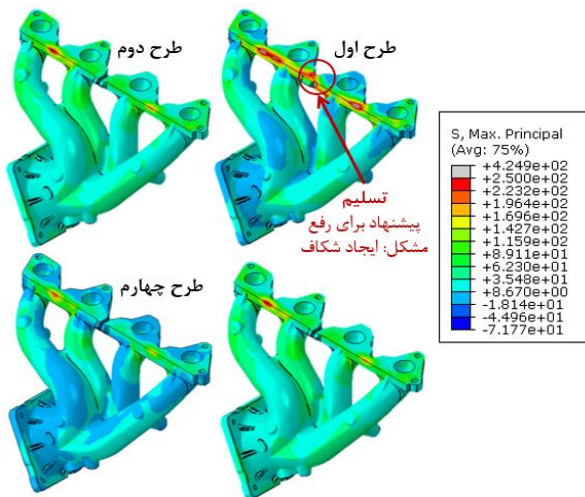 طرح اول
طرح دوم
تسلیم
پیشنهاد برای رفع
مشکل: ایجاد شکاف
طرح چهارم
S, Max. Principal
(Avg: 75%)
+4.249e+02
+2.500e+02
+2.232e+02
+1.964e+02
+1.696e+02
+1.427e+02
+1.159e+02
+8.911e+01
+6.230e+01
+3.548e+01
+8.670e+00
-1.814e+01
-4.496e+01
-7.177e+01